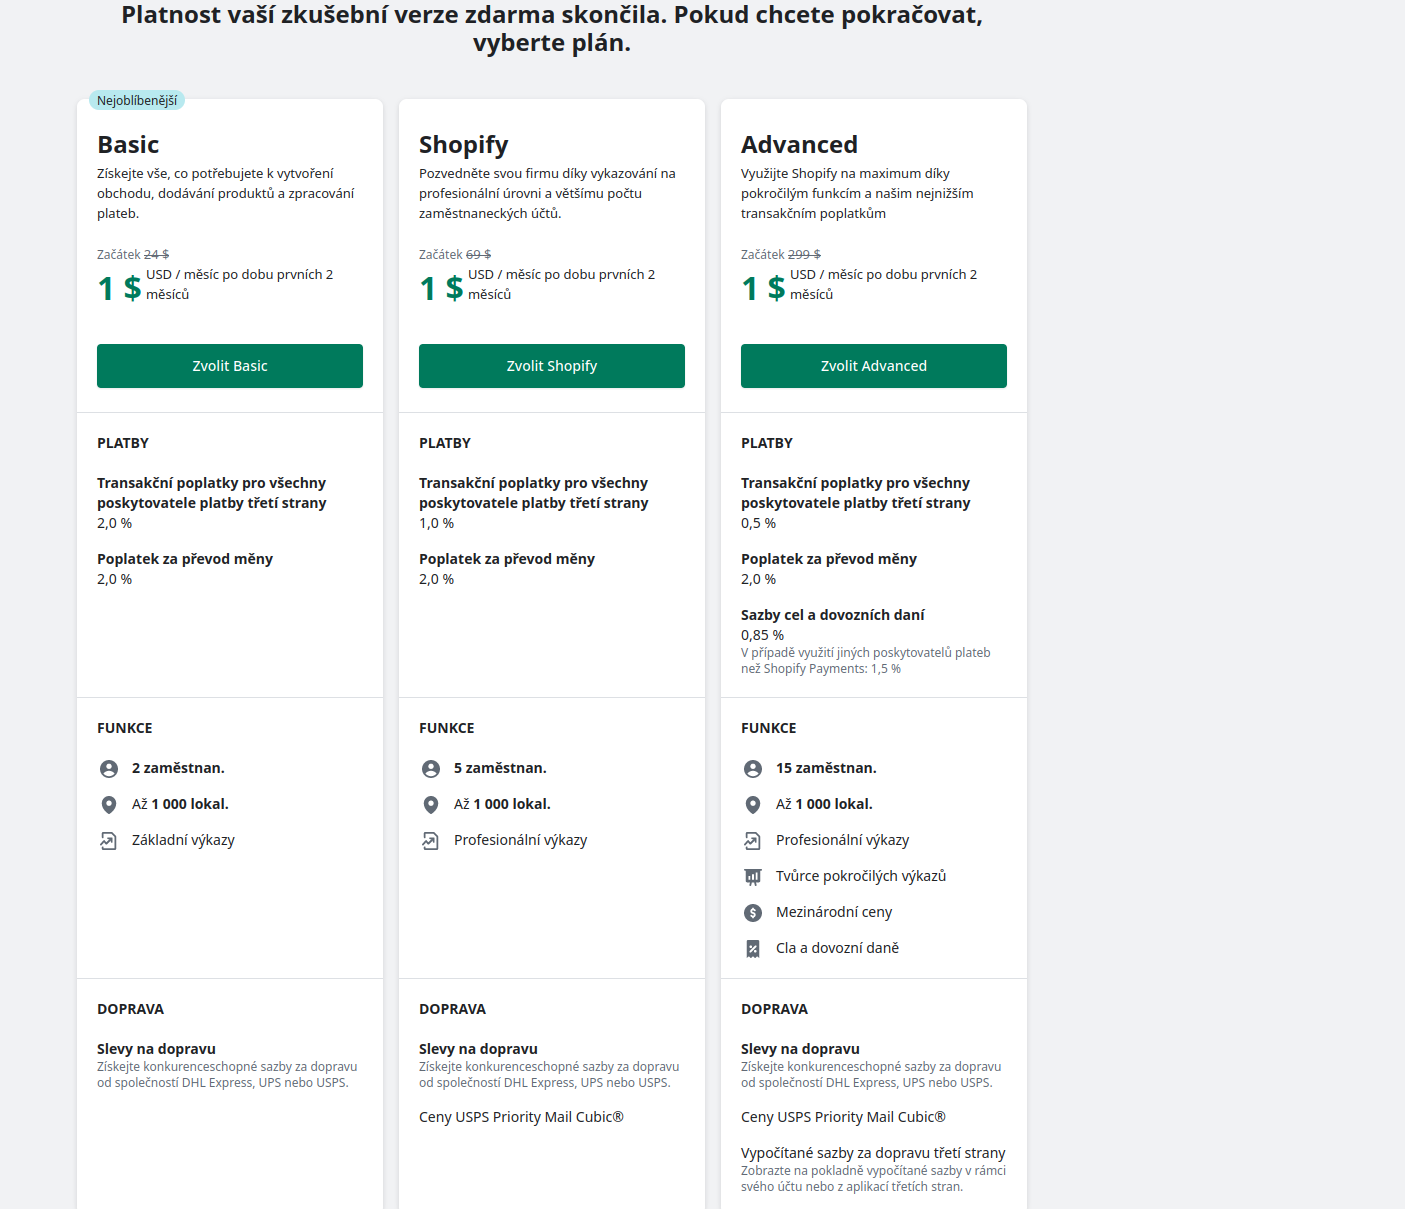 Platnost vaší zkušební verze zdarma skončila. Pokud chcete pokračovat,
vyberte plán.
Nejoblíbenější
Basic
Získejte vše, co potřebujete k vytvoření
obchodu, dodávání produktů a zpracování
plateb.
Začátek 24 $
1 $ USD / měsíc po dobu prvních 2
měsíců
Zvolit Basic
PLATBY
Transakční poplatky pro všechny
poskytovatele platby třetí strany
2,0 %
Poplatek za převod měny
2,0 %
FUNKCE
2 zaměstnan.
Až 1 000 lokal.
Základní výkazy
DOPRAVA
Slevy na dopravu
Získejte konkurenceschopné sazby za dopravu
od společností DHL Express, UPS nebo USPS.
Shopify
Pozvedněte svou firmu díky vykazování na
profesionální úrovni a většímu počtu
zaměstnaneckých účtů.
Začátek 69 $
1 $ USD / měsíc po dobu prvních 2
měsíců
Zvolit Shopify
PLATBY
Transakční poplatky pro všechny
poskytovatele platby třetí strany
1,0 %
Poplatek za převod měny
2,0 %
FUNKCE
5 zaměstnan.
Až 1 000 lokal.
Profesionální výkazy
DOPRAVA
Slevy na dopravu
Získejte konkurenceschopné sazby za dopravu
od společností DHL Express, UPS nebo USPS.
Ceny USPS Priority Mail Cubic®
Advanced
Využijte Shopify na maximum díky
pokročilým funkcím a našim nejnižším
transakčním poplatkům
Začátek 299 $
1 $ USD / měsíc po dobu prvních 2
měsíců
Zvolit Advanced
PLATBY
Transakční poplatky pro všechny
poskytovatele platby třetí strany
0,5 %
Poplatek za převod měny
2,0 %
Sazby cel a dovozních daní
0,85 %
V případě využití jiných poskytovatelů plateb
než Shopify Payments: 1,5 %
FUNKCE
15 zaměstnan.
Až 1 000 lokal.
Profesionální výkazy
Tvůrce pokročilých výkazů
Mezinárodní ceny
Cla a dovozní daně
DOPRAVA
Slevy na dopravu
Získejte konkurenceschopné sazby za dopravu
od společností DHL Express, UPS nebo USPS.
Ceny USPS Priority Mail Cubic®
Vypočítané sazby za dopravu třetí strany
Zobrazte na pokladně vypočítané sazby v rámci
svého účtu nebo z aplikací třetích stran.